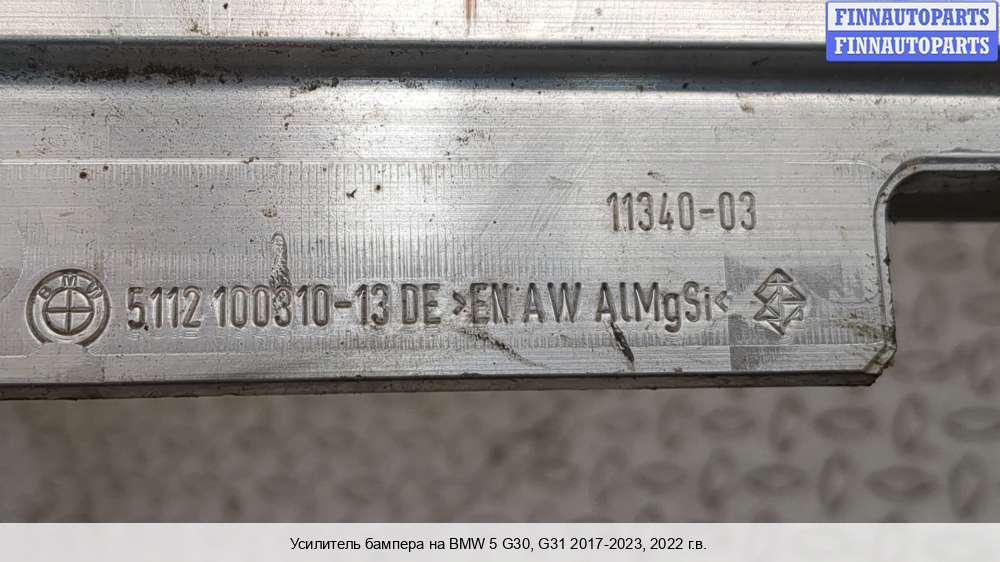 FINNAUTOPARTS
FINNAUTOPARTS
11340-03
BMW
5112 100310-13 DE >EN AW AlMgSi<
Усилитель бампера на BMW 5 G30, G31 2017-2023, 2022 г.в.